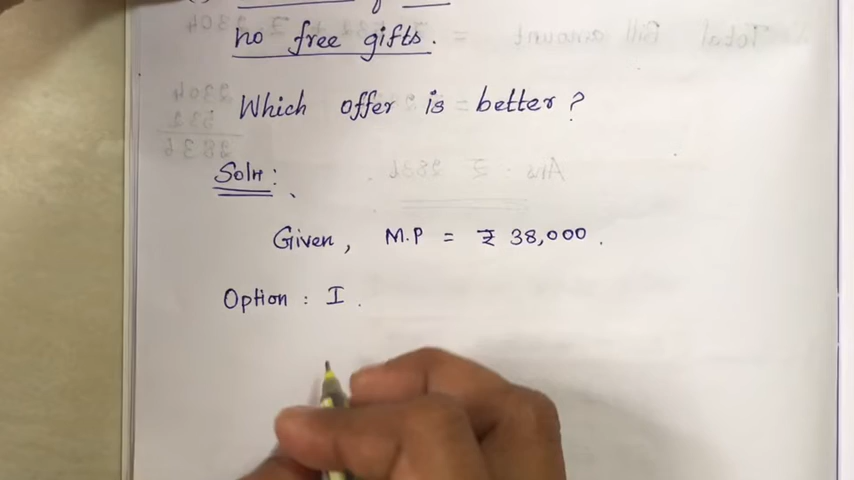 no free gifts.
Which offer is better?
Soln:
Given, M.P = ₹ 38,000.
Option : I.